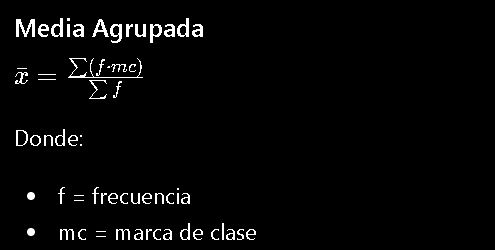 Media Agrupada
x̄ = ∑(f·mc) / ∑ f
Donde:
• f = frecuencia
• mc = marca de clase